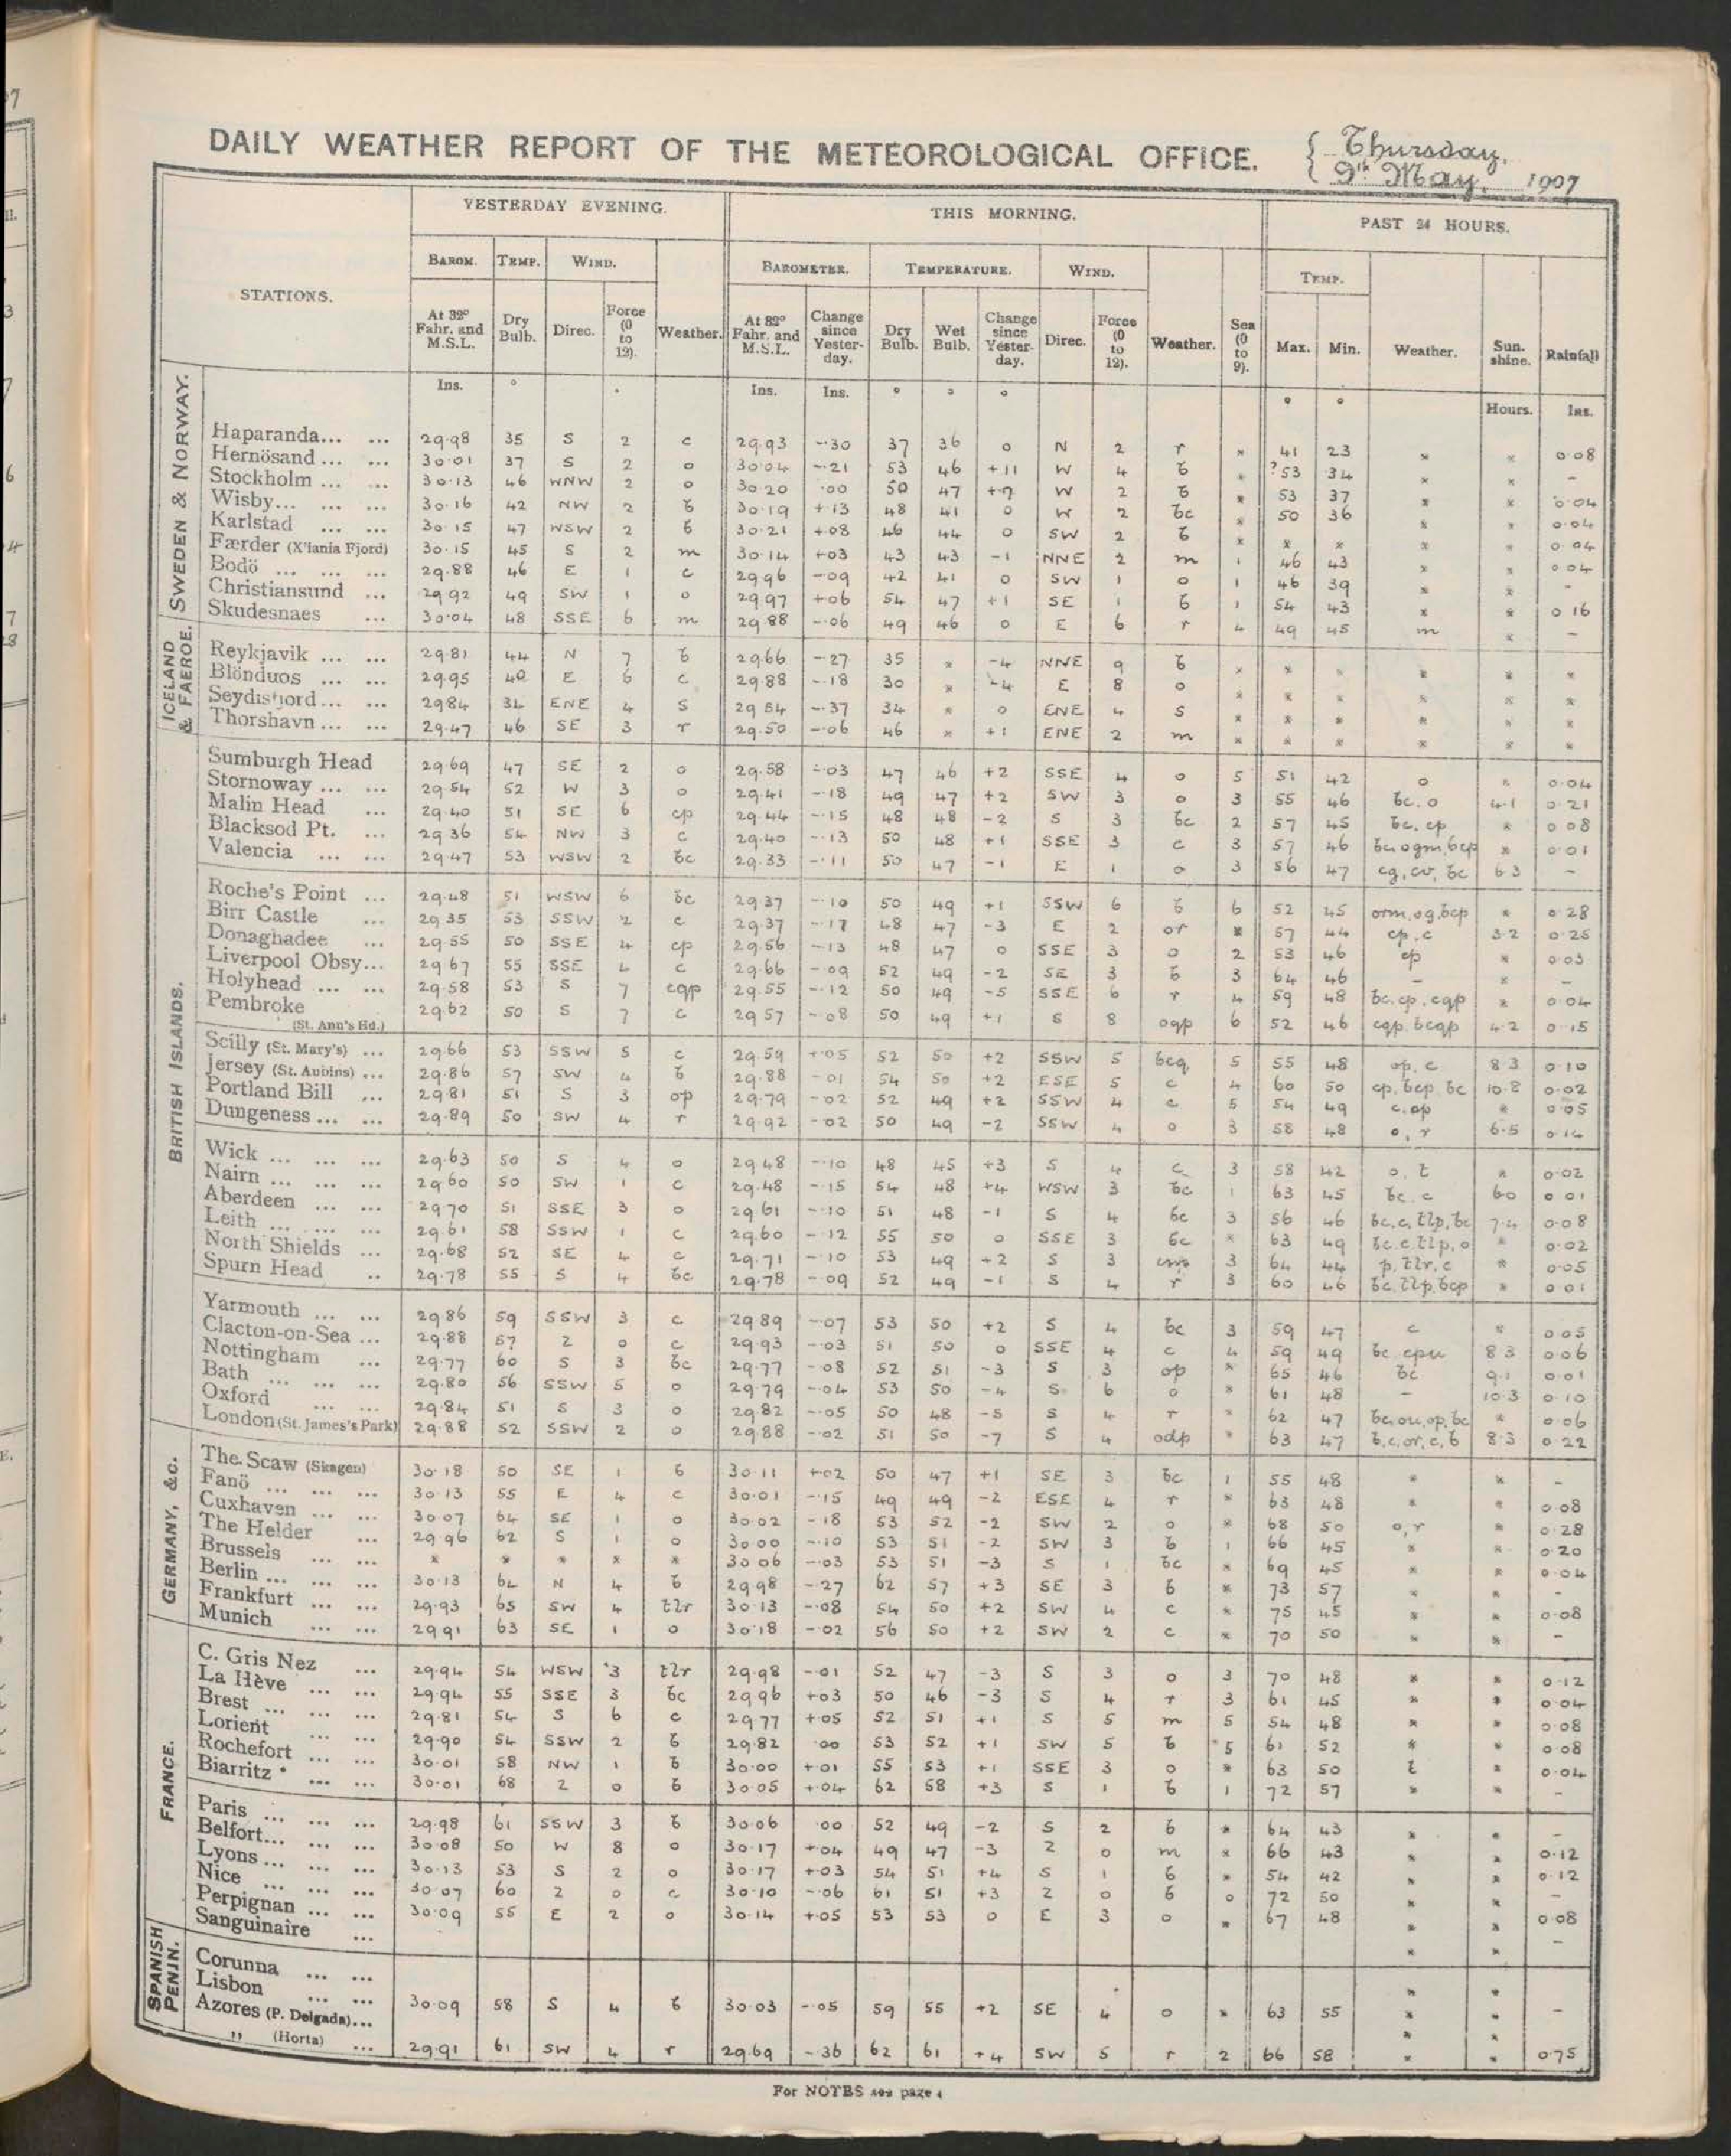 DAILY WEATHER REPORT OF THE METEOROLOGICAL OFFICE. { Thursday, 9th May, 1907
STATIONS. YESTERDAY EVENING. THIS MORNING. PAST 24 HOURS.
BAROM. TEMP. WIND. Weather. BAROMETER. TEMPERATURE. WIND. Weather. Sea (0 to 9). TEMP. Weather. Sunshine. Rainfall
At 32° Fahr. and M.S.L. Dry Bulb. Direc. Force (0 to 12). At 32° Fahr. and M.S.L. Change since Yesterday. Dry Bulb. Wet Bulb. Change since Yesterday. Direc. Force (0 to 12). Max. Min.
Ins. ° Ins. Ins. ° ° ° ° ° Hours. Ins.
SWEDEN & NORWAY.
Haparanda... ... 29.98 35 S 2 c 29.93 -.30 37 36 0 N 2 r * 41 23 * * 0.08
Hernösand ... ... 30.01 37 S 2 o 30.04 -.21 53 46 +11 W 4 b * ?53 34 * * -
Stockholm ... ... 30.13 46 WNW 2 o 30.20 .00 50 47 W 2 b * 53 37 * * 0.04
Wisby... ... ... 30.16 42 NW 2 b 30.19 +.13 48 41 0 W 2 bc * 50 36 * * 0.04
Karlstad ... ... 30.15 47 WSW 2 b 30.21 +.08 46 44 0 SW 2 b * * * * * 0.04
Færder (X'iania Fjord) 30.15 45 S 2 m 30.14 +.03 43 43 -1 NNE 2 m 1 46 43 * * 0.04
Bodö ... ... ... 29.88 46 E 1 c 29.96 -.09 42 41 0 SW 1 o 1 46 39 * * -
Christiansund ... 29.92 49 SW 1 o 29.97 +.06 54 47 +1 SE 1 b 1 54 43 * * 0.16
Skudesnaes ... 30.04 48 SSE 6 m 29.88 -.06 49 46 0 E 6 r 4 49 45 m * -
ICELAND & FAEROE.
Reykjavik ... ... 29.81 44 N 7 b 29.66 -.27 35 * -4 NNE 9 b * * * * * *
Blönduos ... ... 29.95 40 E 6 c 29.88 -.18 30 * -4 E 8 o * * * * * *
Seydisfjord... ... 29.84 34 ENE 4 s 29.54 -.37 34 * 0 ENE 4 s * * * * * *
Thorshavn ... ... 29.47 46 SE 3 r 29.50 -.06 46 * +1 ENE 2 m * * * * * *
BRITISH ISLANDS.
Sumburgh Head 29.69 47 SE 2 o 29.58 -.03 47 46 +2 SSE 4 o 5 51 42 o * 0.04
Stornoway ... ... 29.54 52 W 3 o 29.41 -.18 49 47 +2 SW 3 o 3 55 46 bc.o 4.1 0.21
Malin Head ... 29.40 51 SE 6 cp 29.44 -.15 48 48 -2 S 3 bc 2 57 45 bc.cp * 0.08
Blacksod Pt. ... 29.36 54 NW 3 c 29.40 -.13 50 48 +1 SSE 3 c 3 57 46 * 0.01
Valencia ... ... 29.47 53 WSW 2 bc 29.33 -.11 50 47 -1 E 1 o 3 56 47 6.3 -
Roche's Point ... 29.48 51 WSW 6 bc 29.37 -.10 50 49 +1 SSW 6 b 6 52 45 orm,og,bcp * 0.28
Birr Castle ... 29.35 53 SSW 2 c 29.37 -.17 48 47 -3 E 2 or * 57 44 cp,c 3.2 0.25
Donaghadee ... 29.55 50 SSE 4 cp 29.56 -.13 48 47 0 SSE 3 o 2 53 46 cp * 0.03
Liverpool Obsy... 29.67 55 SSE 4 c 29.66 -.09 52 49 -2 SE 3 b 3 64 46 - * -
Holyhead ... ... 29.58 53 S 7 cqp 29.55 -.12 50 49 -5 SSE 6 r 4 59 48 bc.cp.cqp * 0.04
Pembroke (St. Ann's Hd.) 29.62 50 S 7 c 29.57 -.08 50 49 +1 S 8 oqp 6 52 46 cqp.bcqp 4.2 0.15
Scilly (St. Mary's) ... 29.66 53 SSW 5 c 29.59 +.05 52 50 +2 SSW 5 bcq 5 55 48 op.c 8.3 0.10
Jersey (St. Aubins) ... 29.86 57 SW 4 b 29.88 -.01 54 50 +2 ESE 5 c 4 60 50 cp,bcp,bc 10.8 0.02
Portland Bill ... 29.81 51 S 3 op 29.79 -.02 52 49 +2 SSW 4 c 5 54 49 c.op * 0.05
Dungeness ... ... 29.89 50 SW 4 r 29.92 -.02 50 49 -2 SSW 4 o 3 58 48 o,r 6.5 0.14
Wick ... ... ... 29.63 50 S 4 o 29.48 -.10 48 45 +3 S 4 c 3 58 42 o.t * 0.02
Nairn ... ... ... 29.60 50 SW 1 c 29.48 -.15 54 48 +4 WSW 3 bc 1 63 45 bc.c 6.0 0.01
Aberdeen ... ... 29.70 51 SSE 3 o 29.61 -.10 51 48 -1 S 4 bc 3 56 46 bc,c,tlp,bc 7.4 0.08
Leith ... ... ... 29.61 58 SSW 1 c 29.60 -.12 55 50 0 SSE 3 bc * 63 49 bc.c.tlp,o * 0.02
North Shields ... 29.68 52 SE 4 c 29.71 -.10 53 49 +2 S 3 3 64 44 p,tlr,c * 0.05
Spurn Head .. 29.78 55 S 4 bc 29.78 -.09 52 49 -1 S 4 r 3 60 46 bc.tlp.bcp * 0.01
Yarmouth ... ... 29.86 59 SSW 3 c 29.89 -.07 53 50 +2 S 4 bc 3 59 47 c * 0.05
Clacton-on-Sea ... 29.88 57 Z 0 c 29.93 -.03 51 50 0 SSE 4 c 4 59 49 bc.cpu 8.3 0.06
Nottingham ... 29.77 60 S 3 bc 29.77 -.08 52 51 -3 S 3 op * 65 46 bc 9.1 0.01
Bath ... ... ... 29.80 56 SSW 5 o 29.79 -.04 53 50 -4 S 6 o * 61 48 - 10.3 0.10
Oxford ... ... 29.84 51 S 3 o 29.82 -.05 50 48 -5 S 4 r * 62 47 bc,ou,op,bc * 0.06
London (St. James's Park) 29.88 52 SSW 2 o 29.88 -.02 51 50 -7 S 4 odp * 63 47 b,c,or,c,b 8.3 0.22
GERMANY, &c.
The Scaw (Skagen) 30.18 50 SE 1 b 30.11 +.02 50 47 +1 SE 3 bc 1 55 48 * * -
Fanö ... ... ... 30.13 55 E 4 c 30.01 -.15 49 49 -2 ESE 4 r * 63 48 * * 0.08
Cuxhaven ... ... 30.07 64 SE 1 o 30.02 -.18 53 52 -2 SW 2 o * 68 50 o,r * 0.28
The Helder ... 29.96 62 S 1 o 30.00 -.10 53 51 -2 SW 3 b 1 66 45 * * 0.20
Brussels ... ... * * * * * 30.06 -.03 53 51 -3 S 1 bc * 69 45 * * 0.04
Berlin ... ... ... 30.13 64 N 4 b 29.98 -.27 62 57 +3 SE 3 b * 73 57 * *
Frankfurt ... ... 29.93 65 SW 4 tlr 30.13 -.08 54 50 +2 SW 4 c * 75 45 * * 0.08
Munich ... ... 29.91 63 SE 1 o 30.18 -.02 56 50 +2 SW 2 c * 70 50 * * -
FRANCE.
C. Gris Nez ... 29.94 54 WSW 3 tlr 29.98 -.01 52 47 -3 S 3 o 3 70 48 * * 0.12
La Hève ... ... 29.94 55 SSE 3 bc 29.96 +.03 50 46 -3 S 4 r 3 61 45 * * 0.04
Brest ... ... ... 29.81 54 S 6 c 29.77 +.05 52 51 +1 S 5 m 5 54 48 * * 0.08
Lorient ... ... 29.90 54 SSW 2 b 29.82 .00 53 52 +1 SW 5 b 5 61 52 * * 0.08
Rochefort ... ... 30.01 58 NW 1 b 30.00 +.01 55 53 +1 SSE 3 o * 63 50 t * 0.04
Biarritz ... ... 30.01 68 Z 0 b 30.05 +.04 62 58 +3 S 1 b 1 72 57 * * -
Paris ... ... ... 29.98 61 SSW 3 b 30.06 .00 52 49 -2 S 2 b * 64 43 * * -
Belfort... ... ... 30.08 50 W 8 o 30.17 +.04 49 47 -3 Z 0 m * 66 43 * * 0.12
Lyons ... ... ... 30.13 53 S 2 o 30.17 +.03 54 51 +4 S 1 b * 54 42 * * 0.12
Nice ... ... ... 30.07 60 Z 0 c 30.10 -.06 61 51 +3 Z 0 b 0 72 50 * * -
Perpignan ... ... 30.09 55 E 2 o 30.14 +.05 53 53 0 E 3 o * 67 48 * * 0.08
Sanguinaire ... * * -
SPANISH PENIN.
Corunna ... ... * *
Lisbon ... ... 30.09 58 S 4 b 30.03 -.05 59 55 +2 SE 4 o * 63 55 * * -
Azores (P. Delgada)... * *
" (Horta) ... 29.91 61 SW 4 r 29.69 -.36 62 61 +4 SW 5 r 2 66 58 * * 0.75
For NOTES see page 4